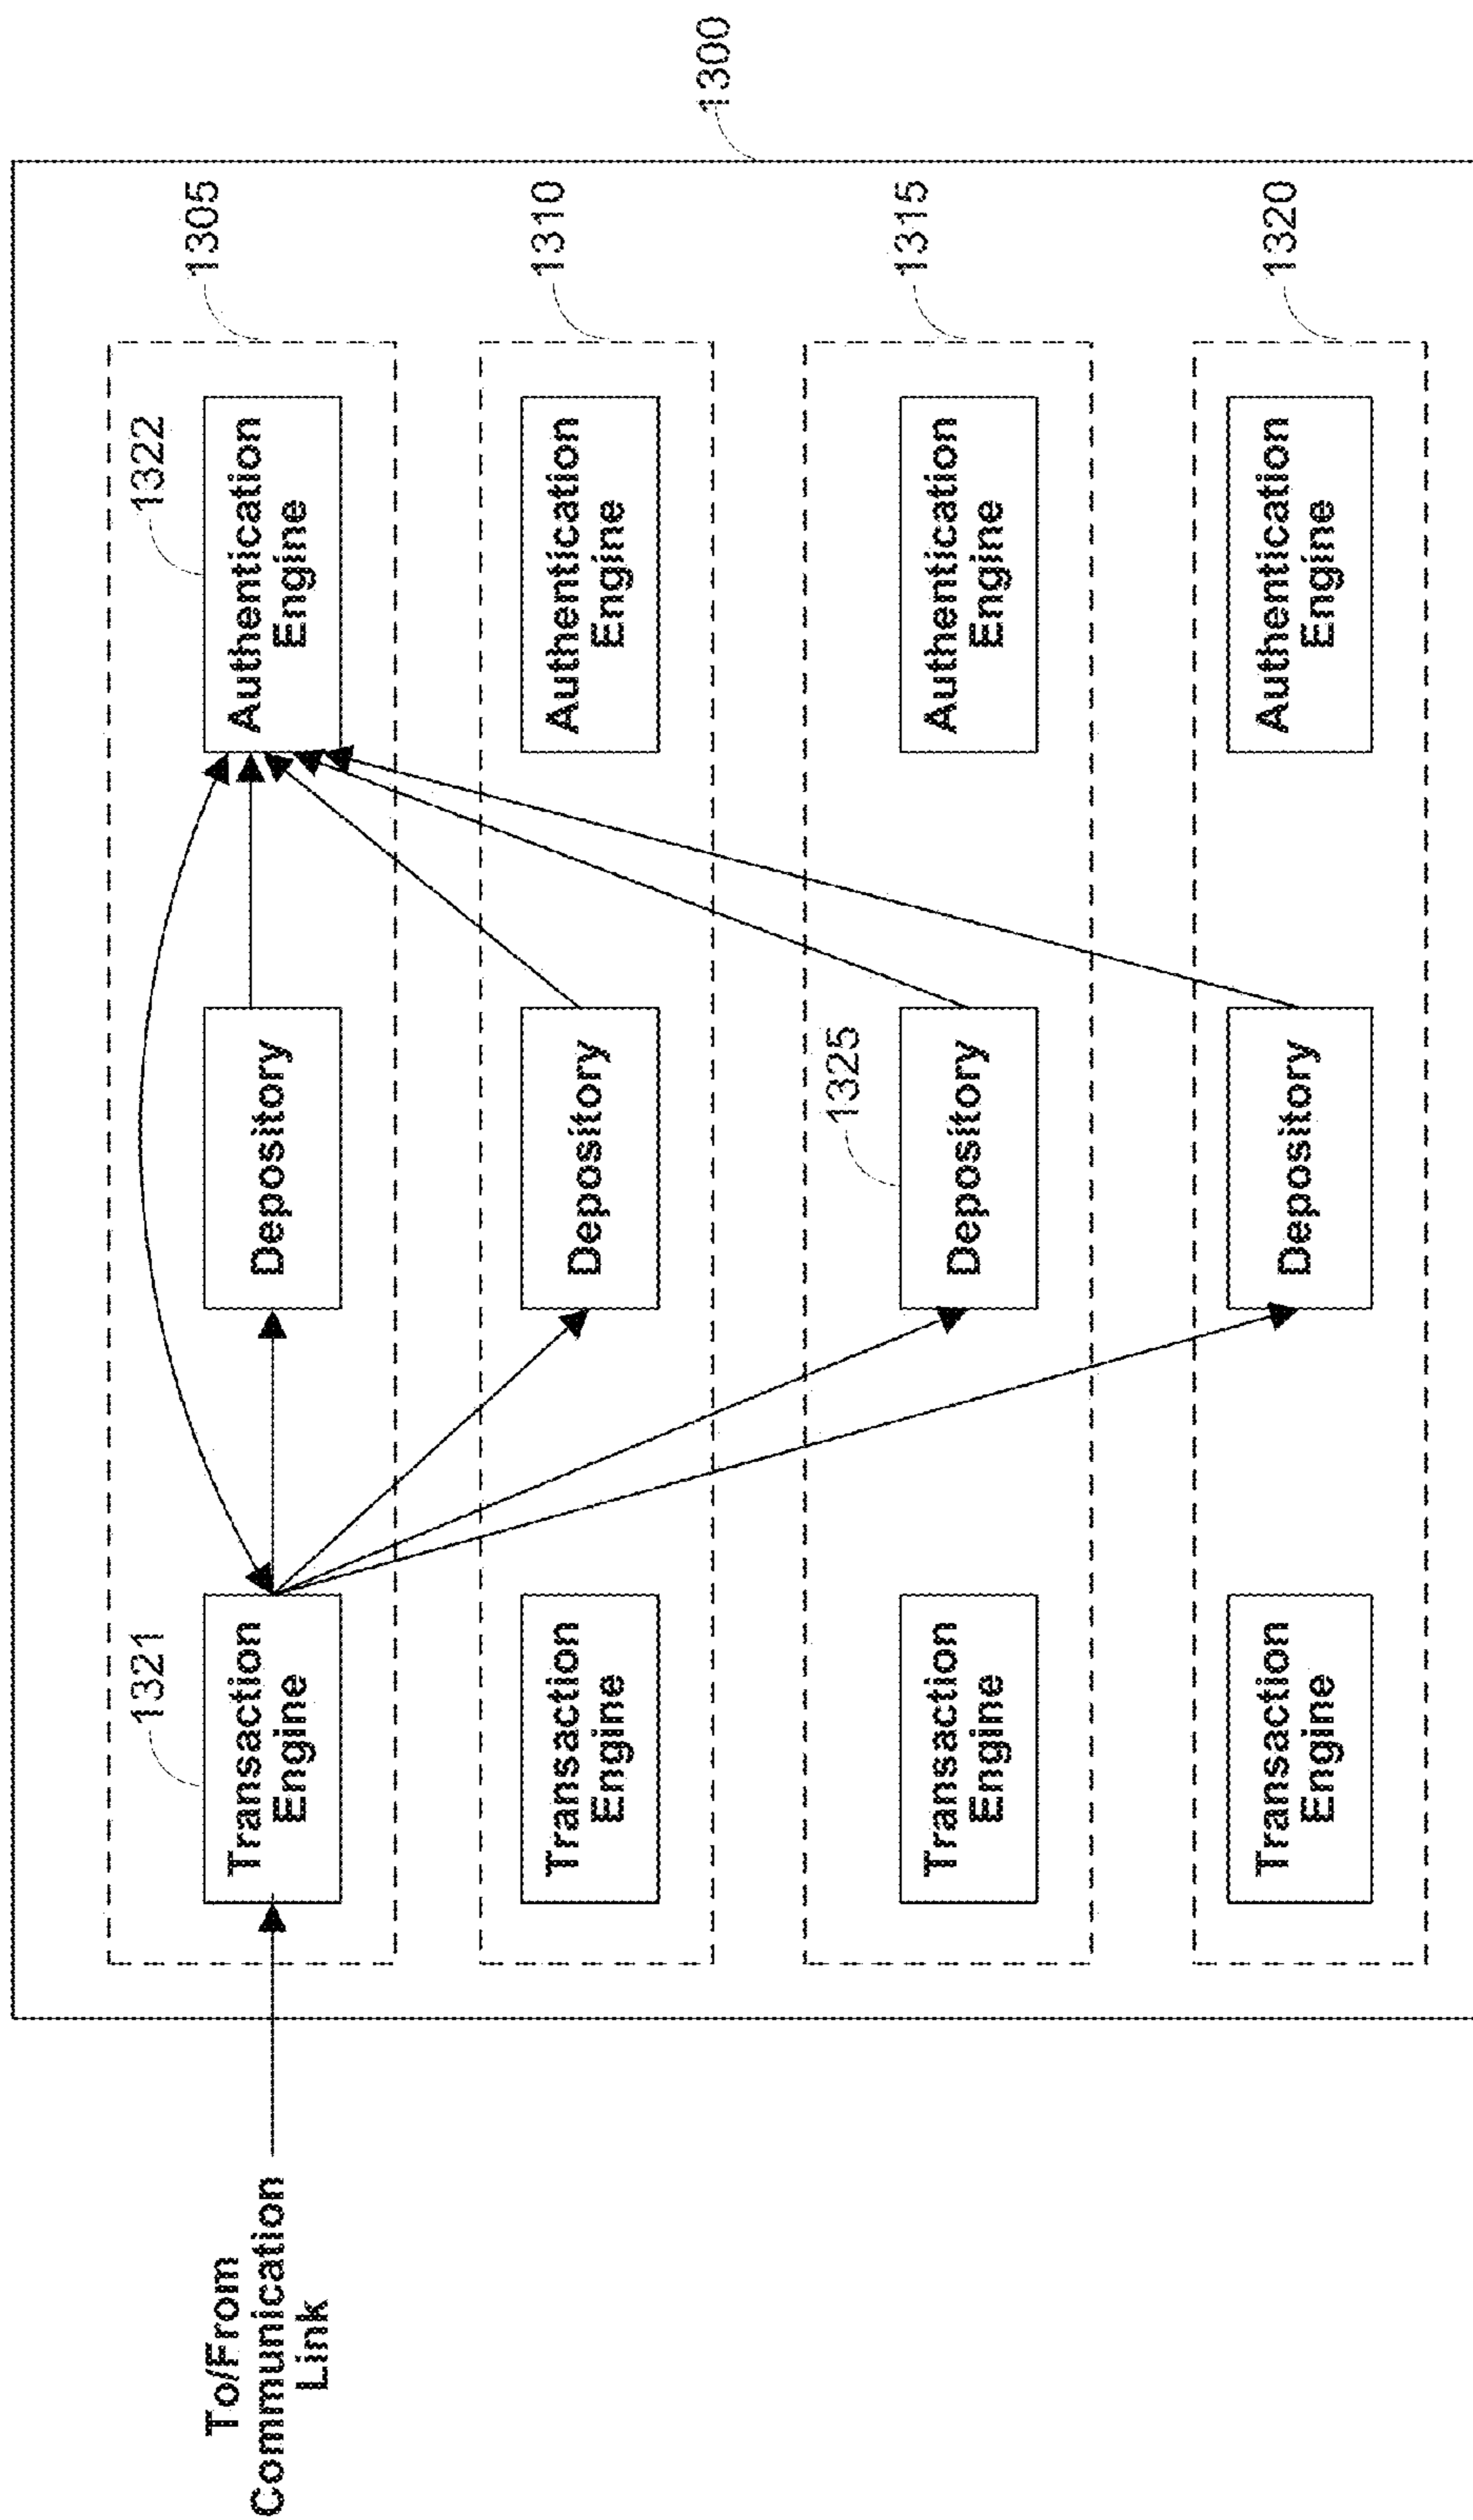 To/From
Communication
Link
1300
1305
1321
Transaction
Engine
Depository
1322
Authentication
Engine
1310
Transaction
Engine
Depository
Authentication
Engine
1315
Transaction
Engine
1325
Depository
Authentication
Engine
1320
Transaction
Engine
Depository
Authentication
Engine